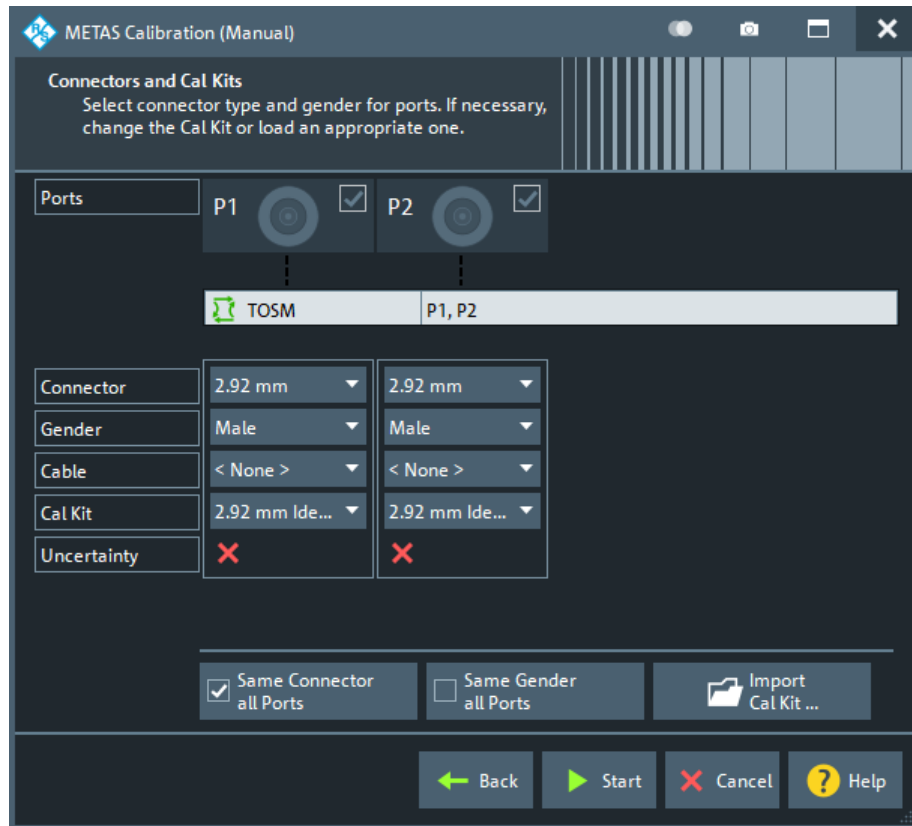 METAS Calibration (Manual)
Connectors and Cal Kits
Select connector type and gender for ports. If necessary,
change the Cal Kit or load an appropriate one.
Ports
P1
P2
TOSM
P1, P2
Connector
2.92 mm
2.92 mm
Gender
Male
Male
Cable
< None >
< None >
Cal Kit
2.92 mm Ide...
2.92 mm Ide...
Uncertainty
Same Connector
all Ports
Same Gender
all Ports
Import
Cal Kit ...
Back
Start
Cancel
Help